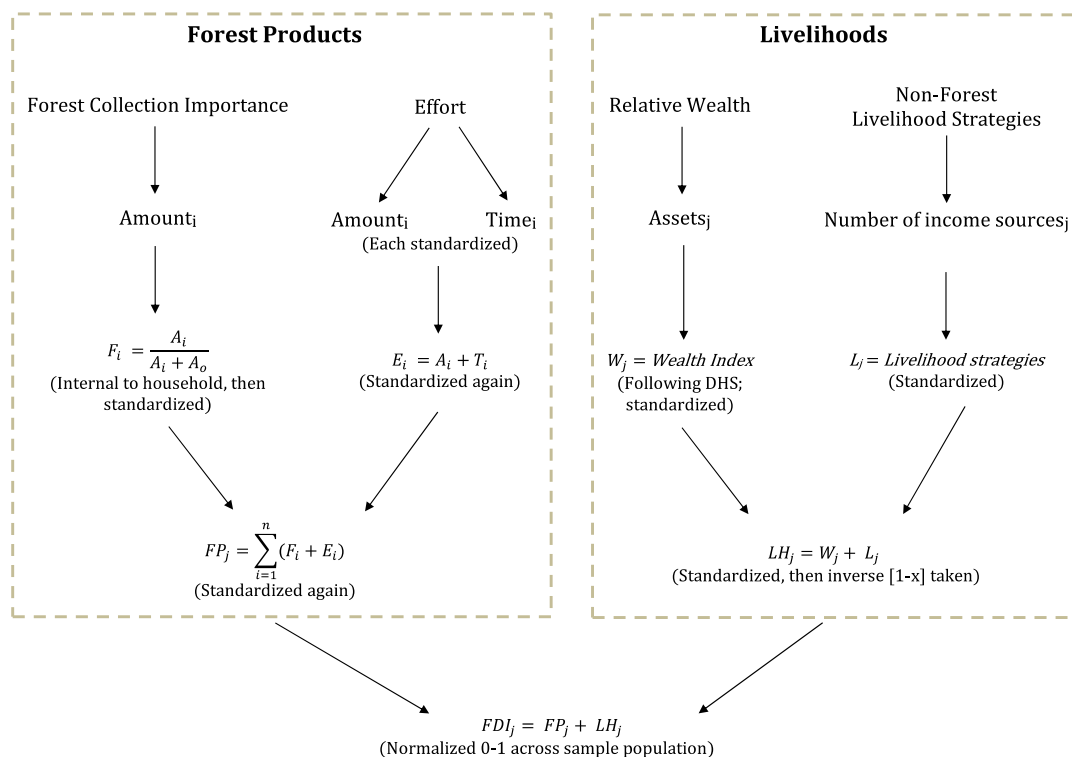 Forest Products
Forest Collection Importance
Effort
Amountᵢ
Amountᵢ
Timeᵢ
(Each standardized)
Fᵢ = Aᵢ / (Aᵢ + Aₒ)
(Internal to household, then
standardized)
Eᵢ = Aᵢ + Tᵢ
(Standardized again)
FPⱼ = ∑ᵢ₌₁ⁿ (Fᵢ + Eᵢ)
(Standardized again)
Livelihoods
Relative Wealth
Non-Forest
Livelihood Strategies
Assetsⱼ
Number of income sourcesⱼ
Wⱼ = Wealth Index
(Following DHS;
standardized)
Lⱼ = Livelihood strategies
(Standardized)
LHⱼ = Wⱼ + Lⱼ
(Standardized, then inverse [1-x] taken)
FDIⱼ = FPⱼ + LHⱼ
(Normalized 0-1 across sample population)